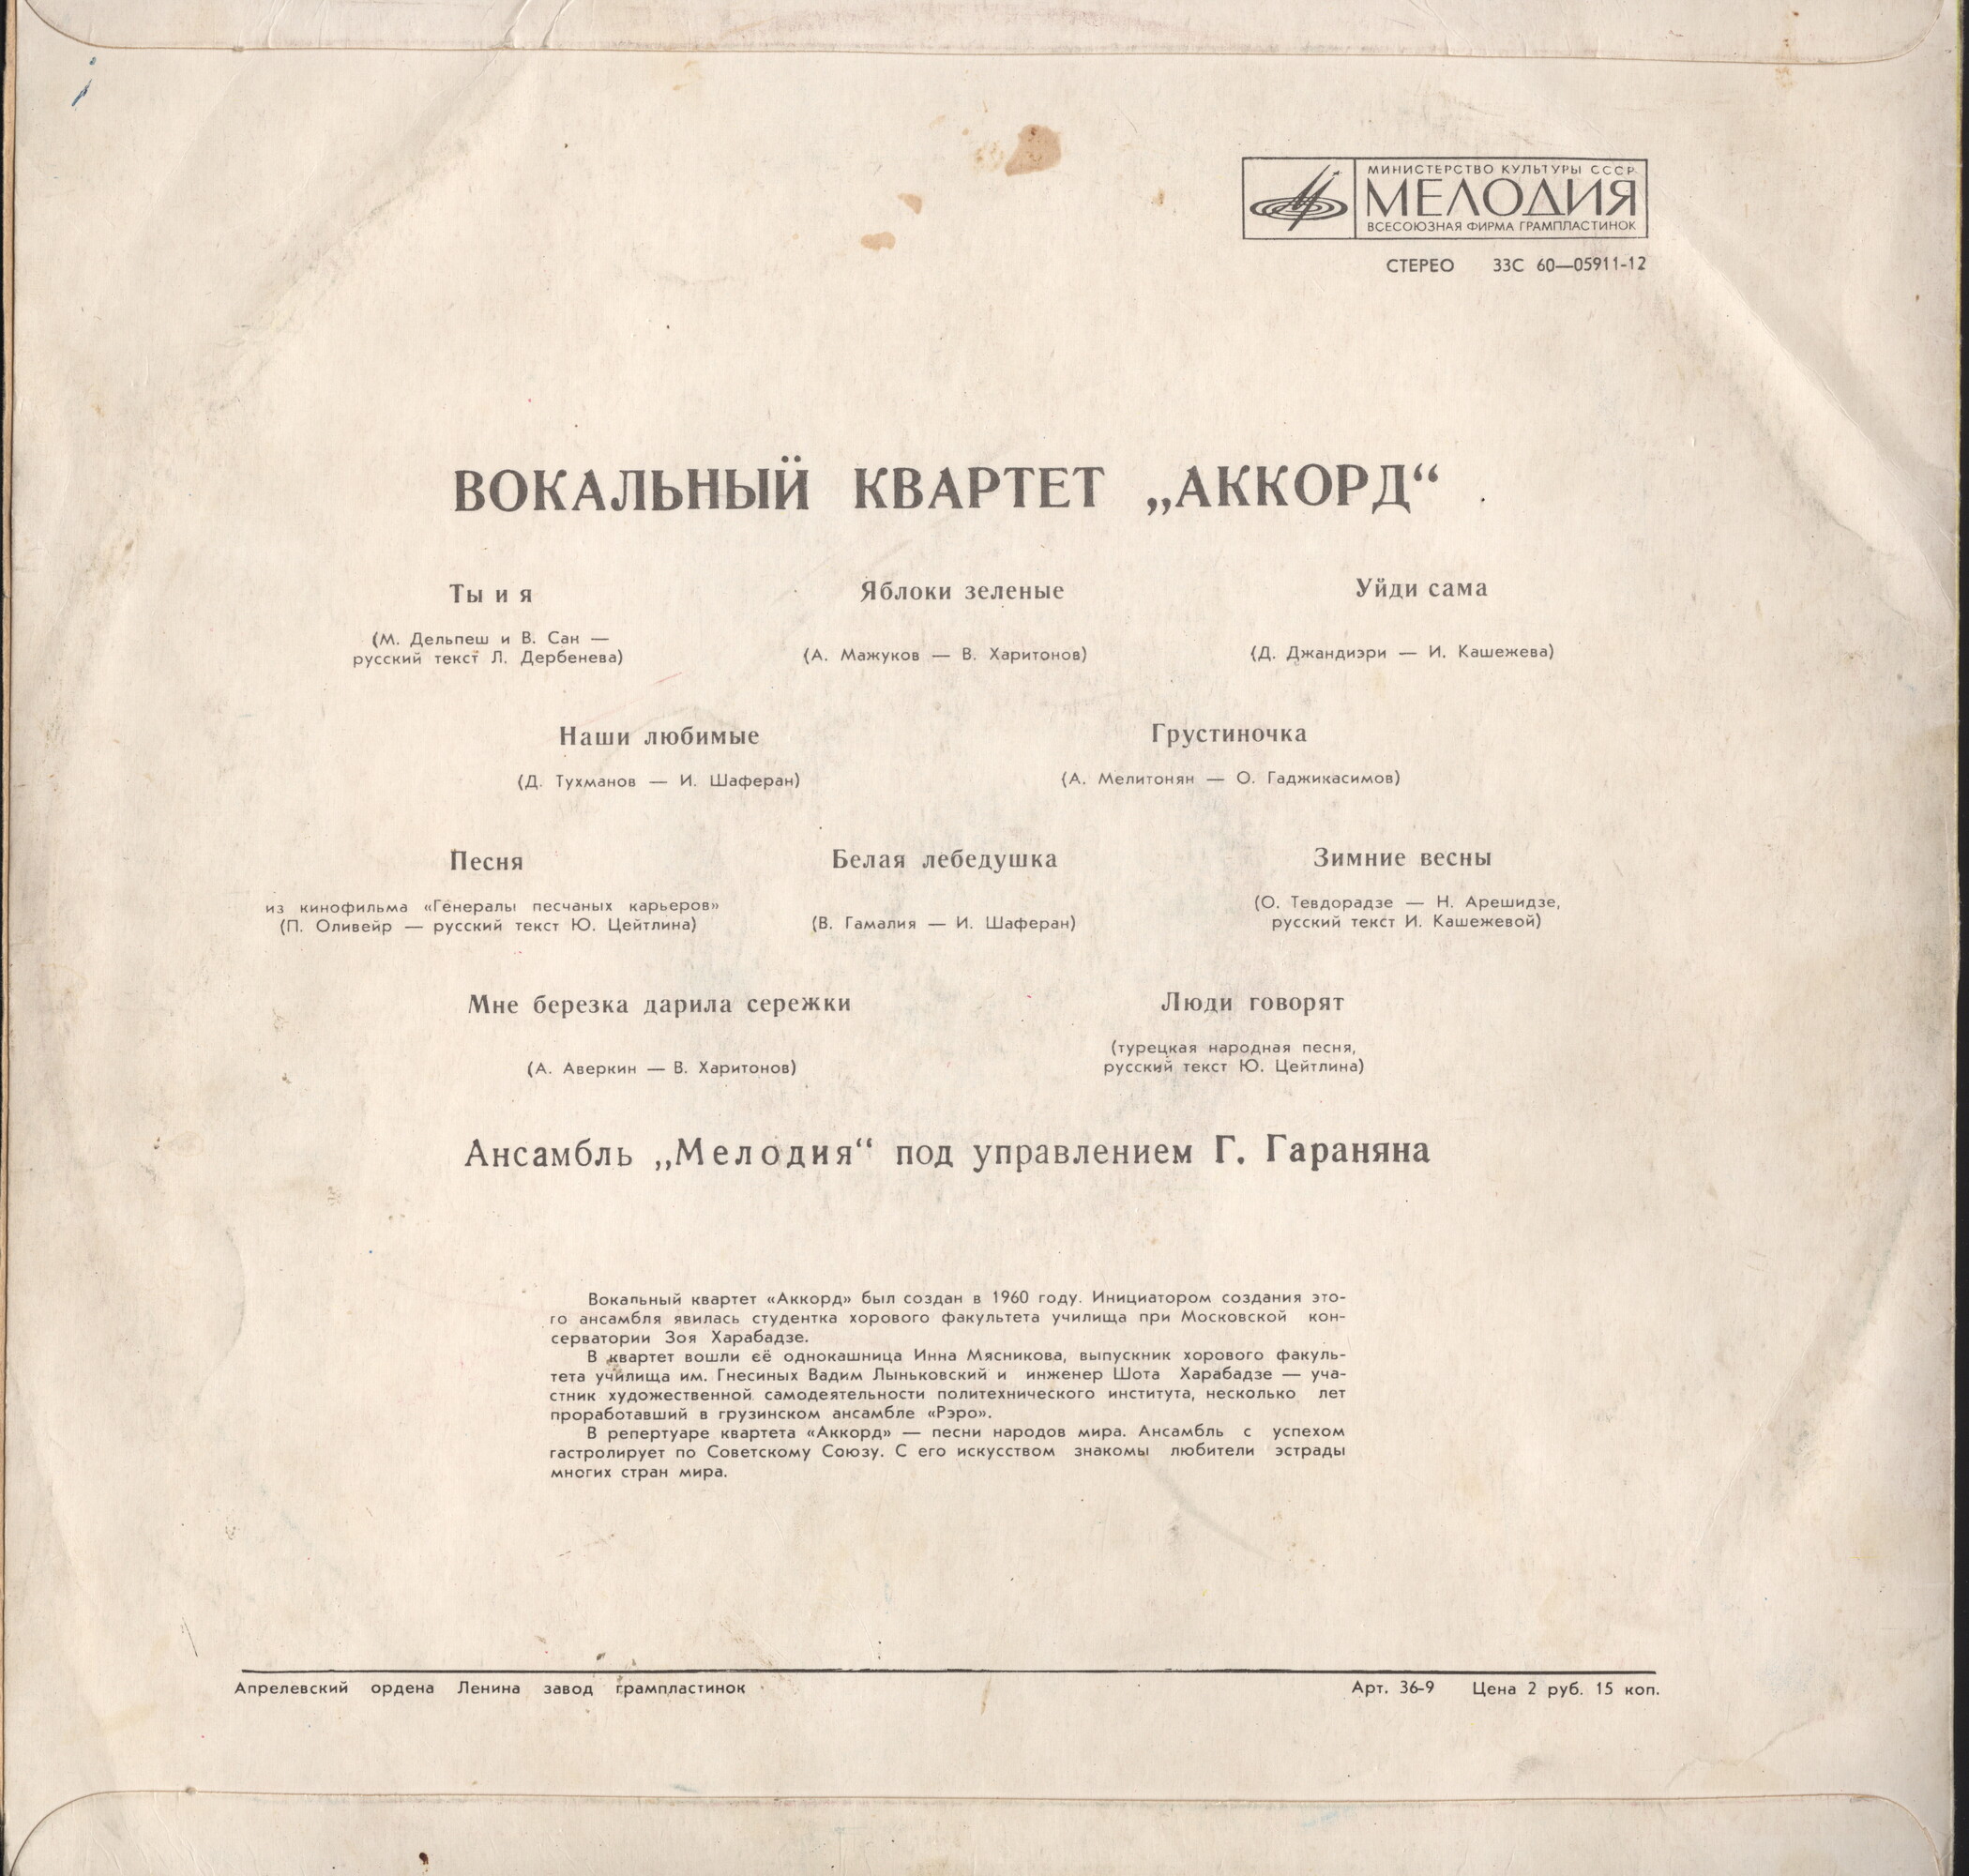 МИНИСТЕРСТВО КУЛЬТУРЫ СССР
МЕЛОДИЯ
ВСЕСОЮЗНАЯ ФИРМА ГРАМПЛАСТИНОК
СТЕРЕО 33С 60—05911-12
ВОКАЛЬНЫЙ КВАРТЕТ „АККОРД“
Ты и я
(М. Дельпеш и В. Сан —
русский текст Л. Дербенева)
Яблоки зеленые
(А. Мажуков — В. Харитонов)
Уйди сама
(Д. Джандиэри — И. Кашежева)
Наши любимые
(Д. Тухманов — И. Шаферан)
Грустиночка
(А. Мелитонян — О. Гаджикасимов)
Песня
из кинофильма «Генералы песчаных карьеров»
(П. Оливейр — русский текст Ю. Цейтлина)
Белая лебедушка
(В. Гамалия — И. Шаферан)
Зимние весны
(О. Тевдорадзе — Н. Арешидзе,
русский текст И. Кашежевой)
Мне березка дарила сережки
(А. Аверкин — В. Харитонов)
Люди говорят
(турецкая народная песня,
русский текст Ю. Цейтлина)
Ансамбль „Мелодия“ под управлением Г. Гараняна
Вокальный квартет «Аккорд» был создан в 1960 году. Инициатором создания это-
го ансамбля явилась студентка хорового факультета училища при Московской кон-
серватории Зоя Харабадзе.
В квартет вошли её однокашница Инна Мясникова, выпускник хорового факуль-
тета училища им. Гнесиных Вадим Лыньковский и инженер Шота Харабадзе — уча-
стник художественной самодеятельности политехнического института, несколько лет
проработавший в грузинском ансамбле «Рэро».
В репертуаре квартета «Аккорд» — песни народов мира. Ансамбль с успехом
гастролирует по Советскому Союзу. С его искусством знакомы любители эстрады
многих стран мира.
Апрелевский ордена Ленина завод грампластинок
Арт. 36-9 Цена 2 руб. 15 коп.